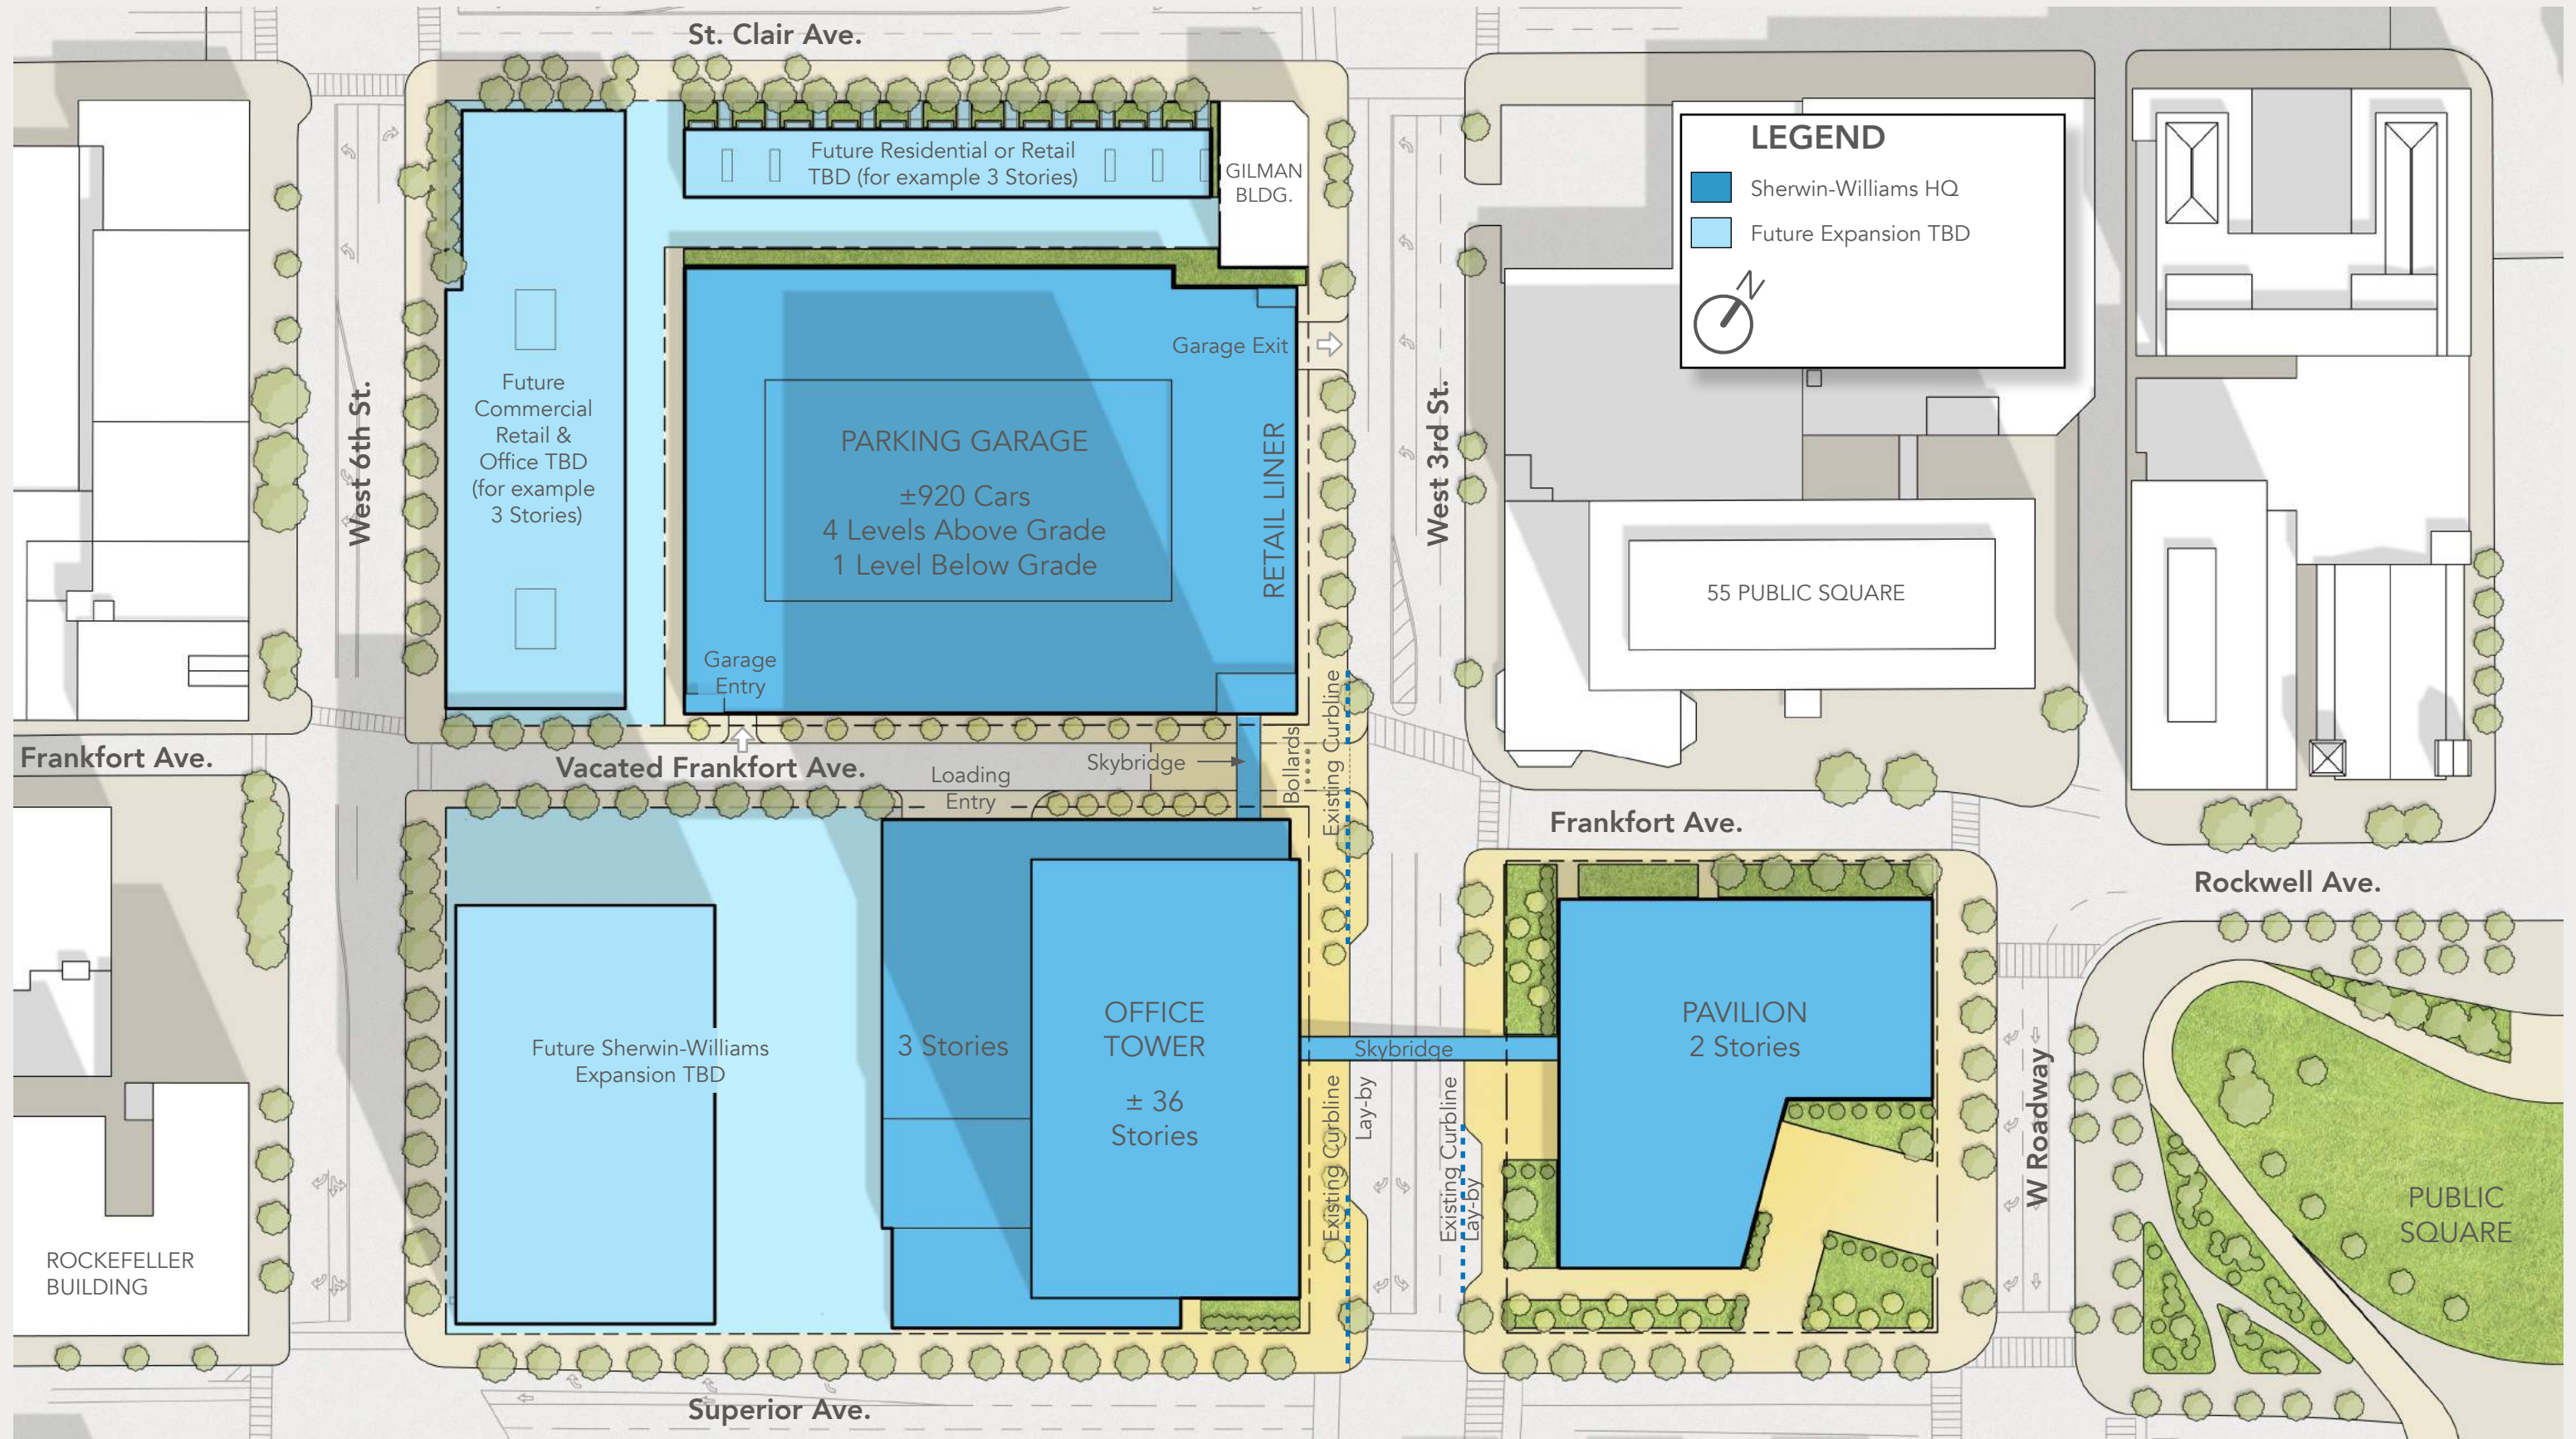 St. Clair Ave.
Future Residential or Retail
TBD (for example 3 Stories)
GILMAN
BLDG.
LEGEND
Sherwin-Williams HQ
Future Expansion TBD
N
West 6th St.
Future
Commercial
Retail &
Office TBD
(for example
3 Stories)
PARKING GARAGE
±920 Cars
4 Levels Above Grade
1 Level Below Grade
Garage Exit
RETAIL LINER
Garage
Entry
West 3rd St.
55 PUBLIC SQUARE
Frankfort Ave.
Vacated Frankfort Ave.
Loading
Entry
Skybridge
Bollards
Existing Curbline
Frankfort Ave.
Rockwell Ave.
Future Sherwin-Williams
Expansion TBD
3 Stories
OFFICE
TOWER
± 36
Stories
Skybridge
Existing Curbline
Lay-by
Existing Curbline
Lay-by
PAVILION
2 Stories
W Roadway
PUBLIC
SQUARE
ROCKEFELLER
BUILDING
Superior Ave.